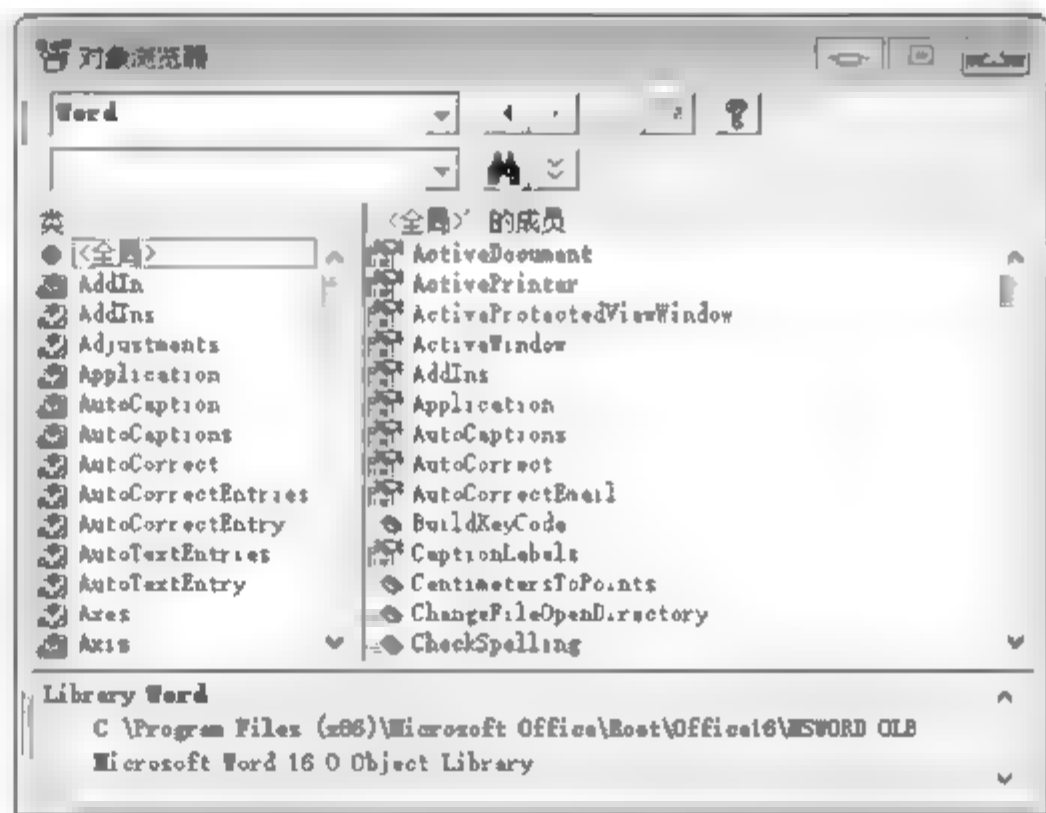 对象浏览器
Word
类
<全局>
AddIn
AddIns
Adjustments
Application
AutoCaption
AutoCaptions
AutoCorrect
AutoCorrectEntries
AutoCorrectEntry
AutoTextEntries
AutoTextEntry
Axes
Axis
<全局>' 的成员
ActiveDocument
ActivePrinter
ActiveProtectedViewWindow
ActiveWindow
AddIns
Application
AutoCaptions
AutoCorrect
AutoCorrectEmail
BuildKeyCode
CaptionLabels
CentimetersToPoints
ChangeFileOpenDirectory
CheckSpelling
Library Word
C \Program Files (x86)\Microsoft Office\Root\Office16\MSWORD OLB
Microsoft Word 16 0 Object Library